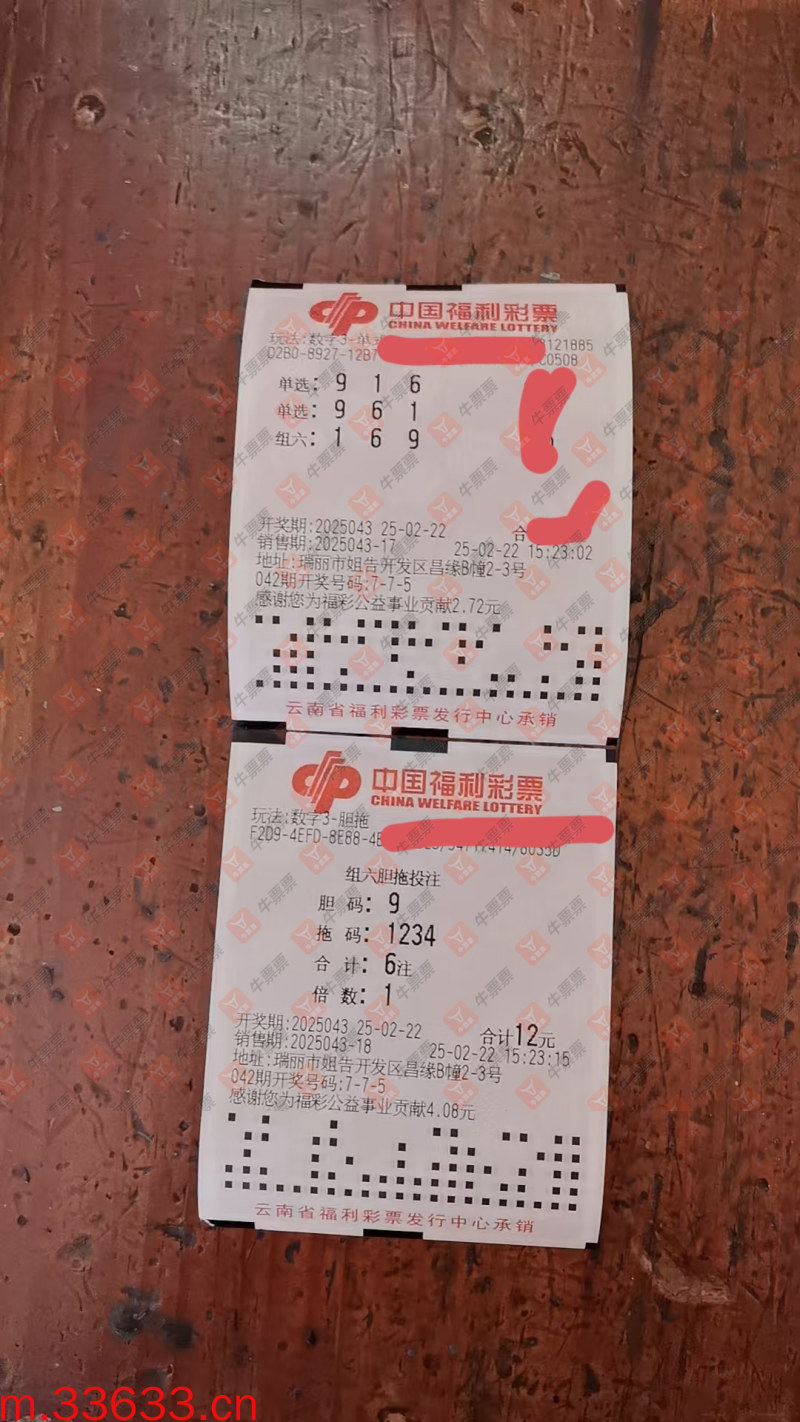 中国福利彩票
CHINA WELFARE LOTTERY
玩法:数字3-单式
02B0-8927-12B7
121885
00508
单选: 9 1 6
单选: 9 6 1
组六: 1 6 9
开奖期:2025043 25-02-22 合
销售期:2025043-17 25-02-22 15:23:02
地址:瑞丽市姐告开发区昌缘B幢2-3号
042期开奖号码:7-7-5
感谢您为福彩公益事业贡献2.72元
云南省福利彩票发行中心承销
中国福利彩票
CHINA WELFARE LOTTERY
玩法:数字3-胆拖
F2D9-4EFD-8E88-4
组六胆拖投注
胆 码: 9
拖 码: 1234
合 计: 6注
倍 数: 1
开奖期:2025043 25-02-22 合计12元
销售期:2025043-18 25-02-22 15:23:15
地址:瑞丽市姐告开发区昌缘B幢2-3号
042期开奖号码:7-7-5
感谢您为福彩公益事业贡献4.08元
云南省福利彩票发行中心承销
牛票票
m.33633.cn